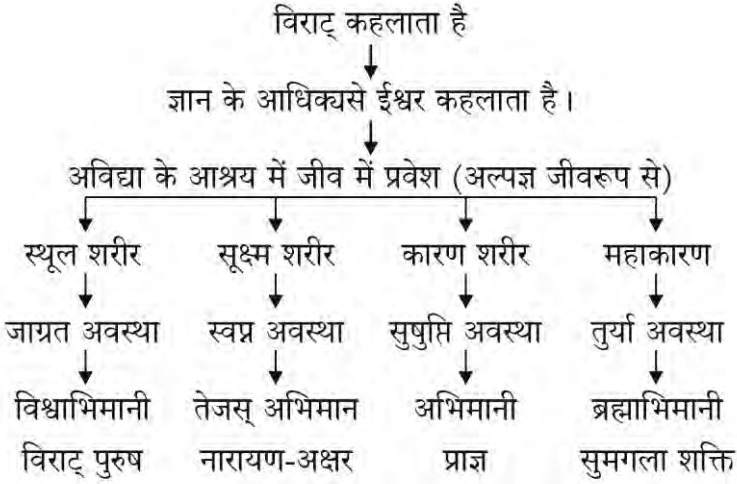 विराट् कहलाता है
ज्ञान के आधिक्यसे ईश्वर कहलाता है।
अविद्या के आश्रय में जीव में प्रवेश (अल्पज्ञ जीवरूप से)
स्थूल शरीर सूक्ष्म शरीर कारण शरीर महाकारण
जाग्रत अवस्था स्वप्न अवस्था सुषुप्ति अवस्था तुर्या अवस्था
विश्वाभिमानी तेजस् अभिमान अभिमानी ब्रह्माभिमानी
विराट् पुरुष नारायण-अक्षर प्राज्ञ सुमगला शक्ति